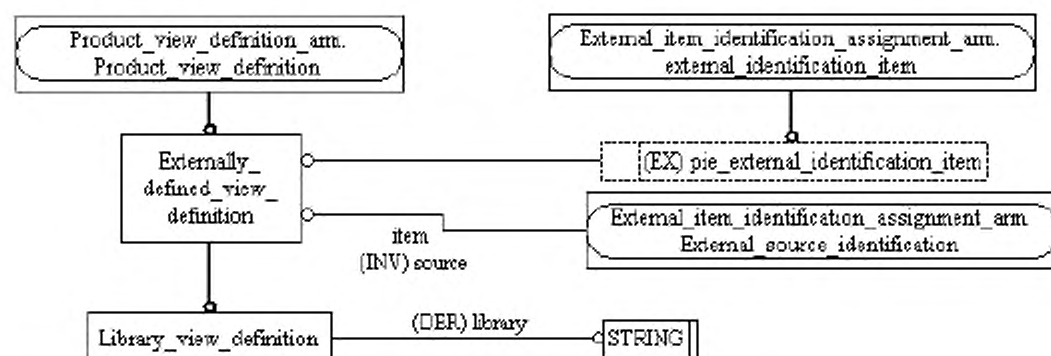 Product_view_definition_arm.
Product_view_definition
External_item_identification_assignment_arm.
external_identification_item
Externally_
defined_view_
definition
(EX) pie_external_identification_item
External_item_identification_assignment_arm
External_source_identification
item
(INV) source
Library_view_definition
(DER) library
STRING